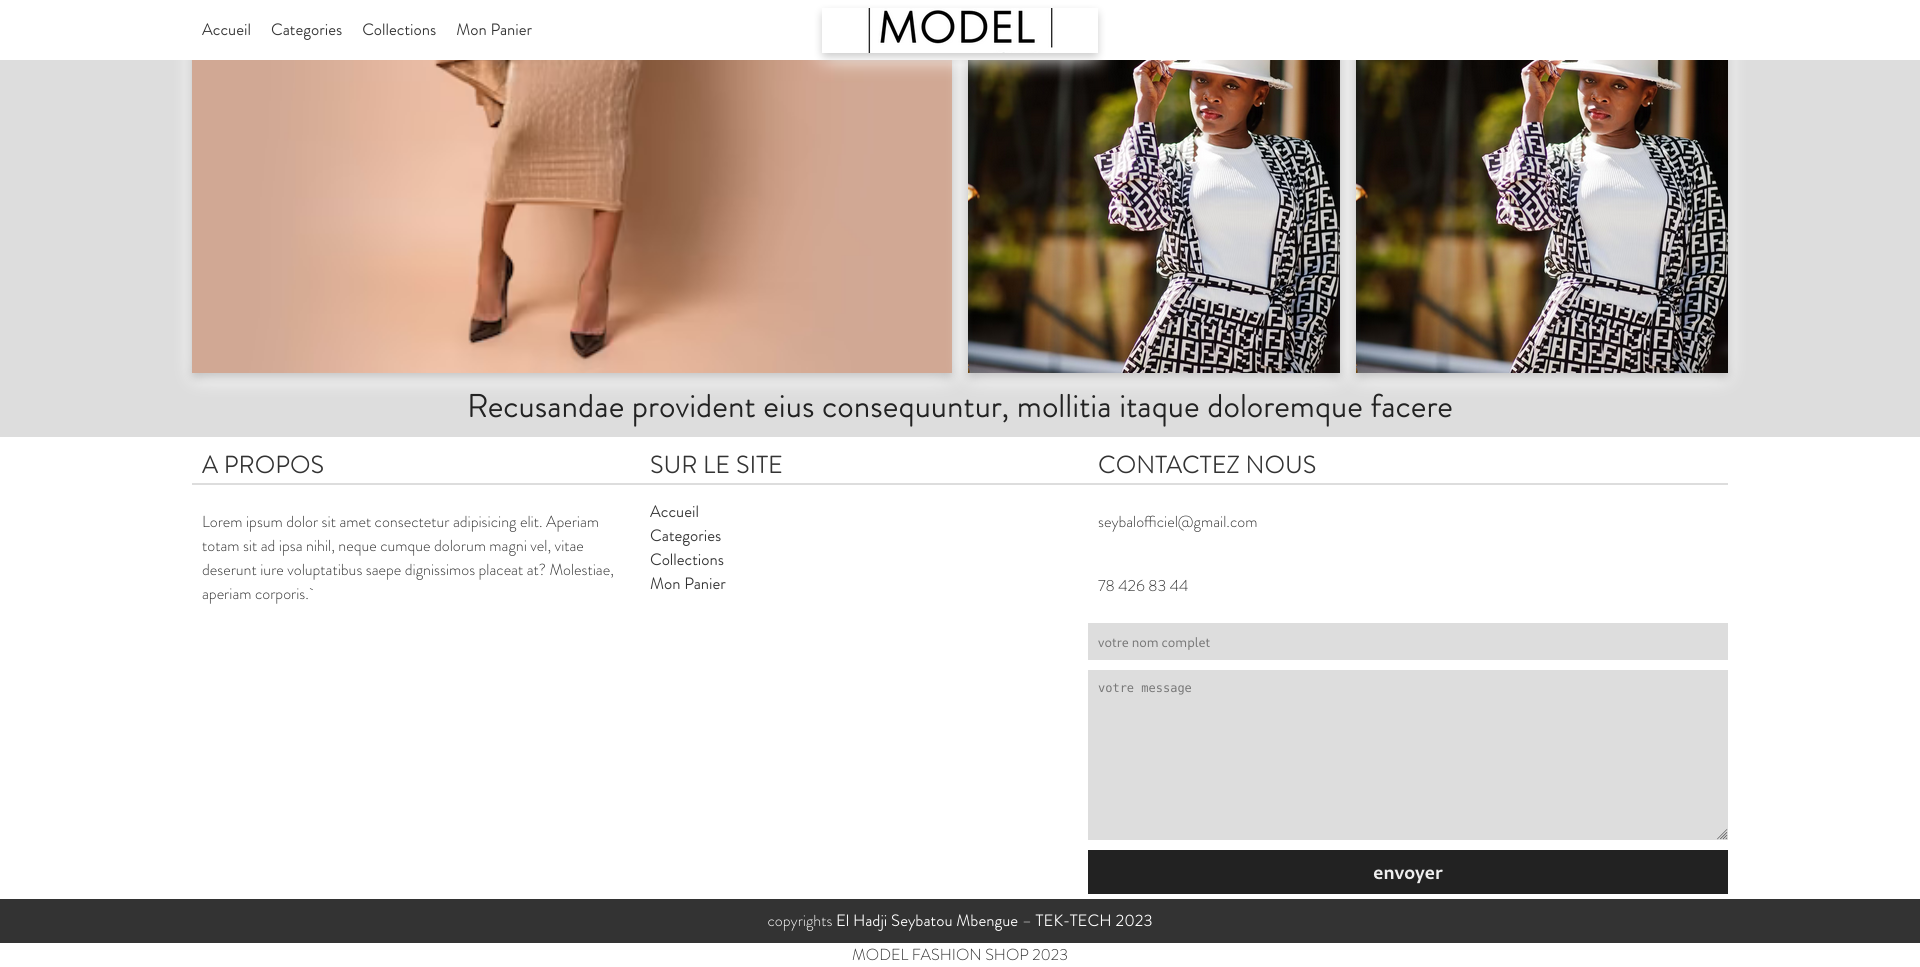 Accueil Categories Collections Mon Panier
|MODEL|
Recusandae provident eius consequuntur, mollitia itaque doloremque facere
A PROPOS
Lorem ipsum dolor sit amet consectetur adipisicing elit. Aperiam
totam sit ad ipsa nihil, neque cumque dolorum magni vel, vitae
deserunt iure voluptatibus saepe dignissimos placeat at? Molestiae,
aperiam corporis.`
SUR LE SITE
Accueil
Categories
Collections
Mon Panier
CONTACTEZ NOUS
seybalofficiel@gmail.com
78 426 83 44
votre nom complet
votre message
envoyer
copyrights El Hadji Seybatou Mbengue – TEK-TECH 2023
MODEL FASHION SHOP 2023